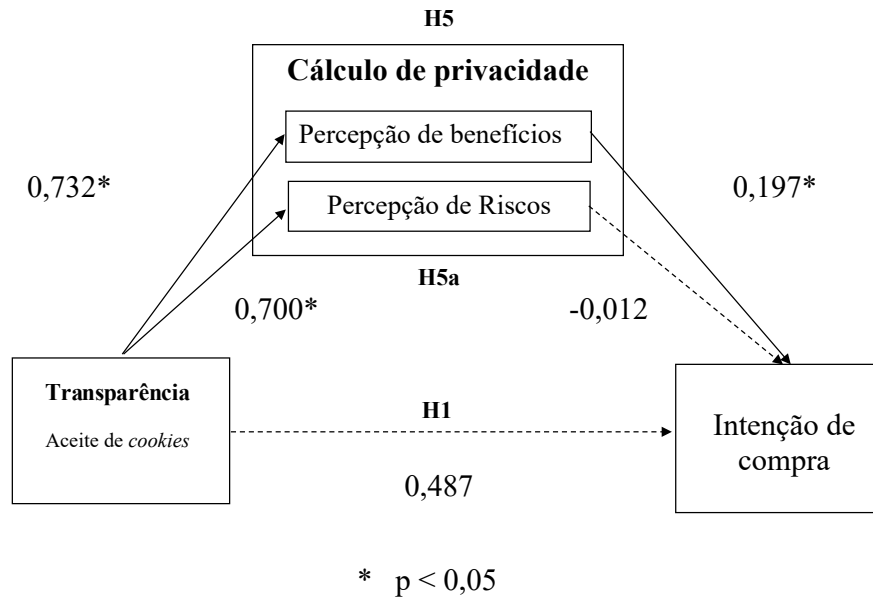 H5
Cálculo de privacidade
Percepção de benefícios
0,732*
0,197*
Percepção de Riscos
H5a
0,700*
-0,012
Transparência
Aceite de cookies
H1
Intenção de
compra
0,487
* p < 0,05